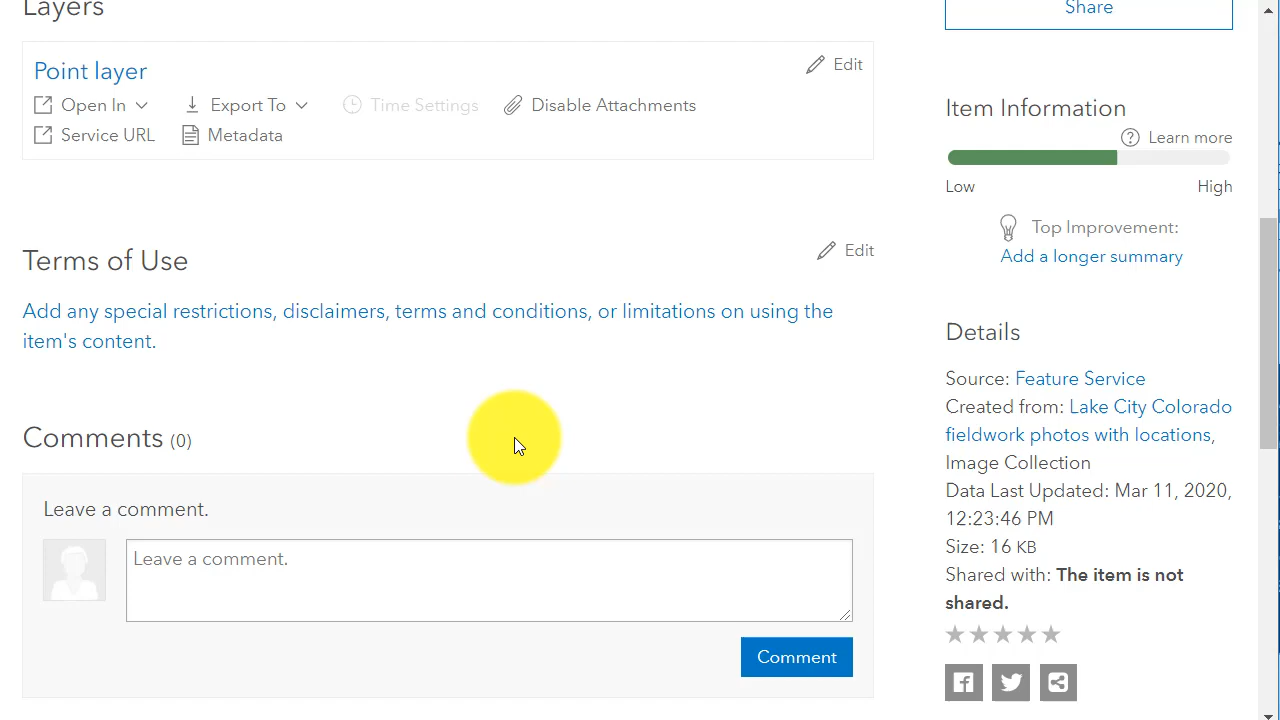 Layers
Point layer
Edit
Open In
Export To
Time Settings
Disable Attachments
Service URL
Metadata
Terms of Use
Edit
Add any special restrictions, disclaimers, terms and conditions, or limitations on using the
item's content.
Comments (0)
Leave a comment.
Leave a comment.
Comment
Share
Item Information
? Learn more
Low
High
Top Improvement:
Add a longer summary
Details
Source: Feature Service
Created from: Lake City Colorado
fieldwork photos with locations,
Image Collection
Data Last Updated: Mar 11, 2020,
12:23:46 PM
Size: 16 KB
Shared with: The item is not
shared.